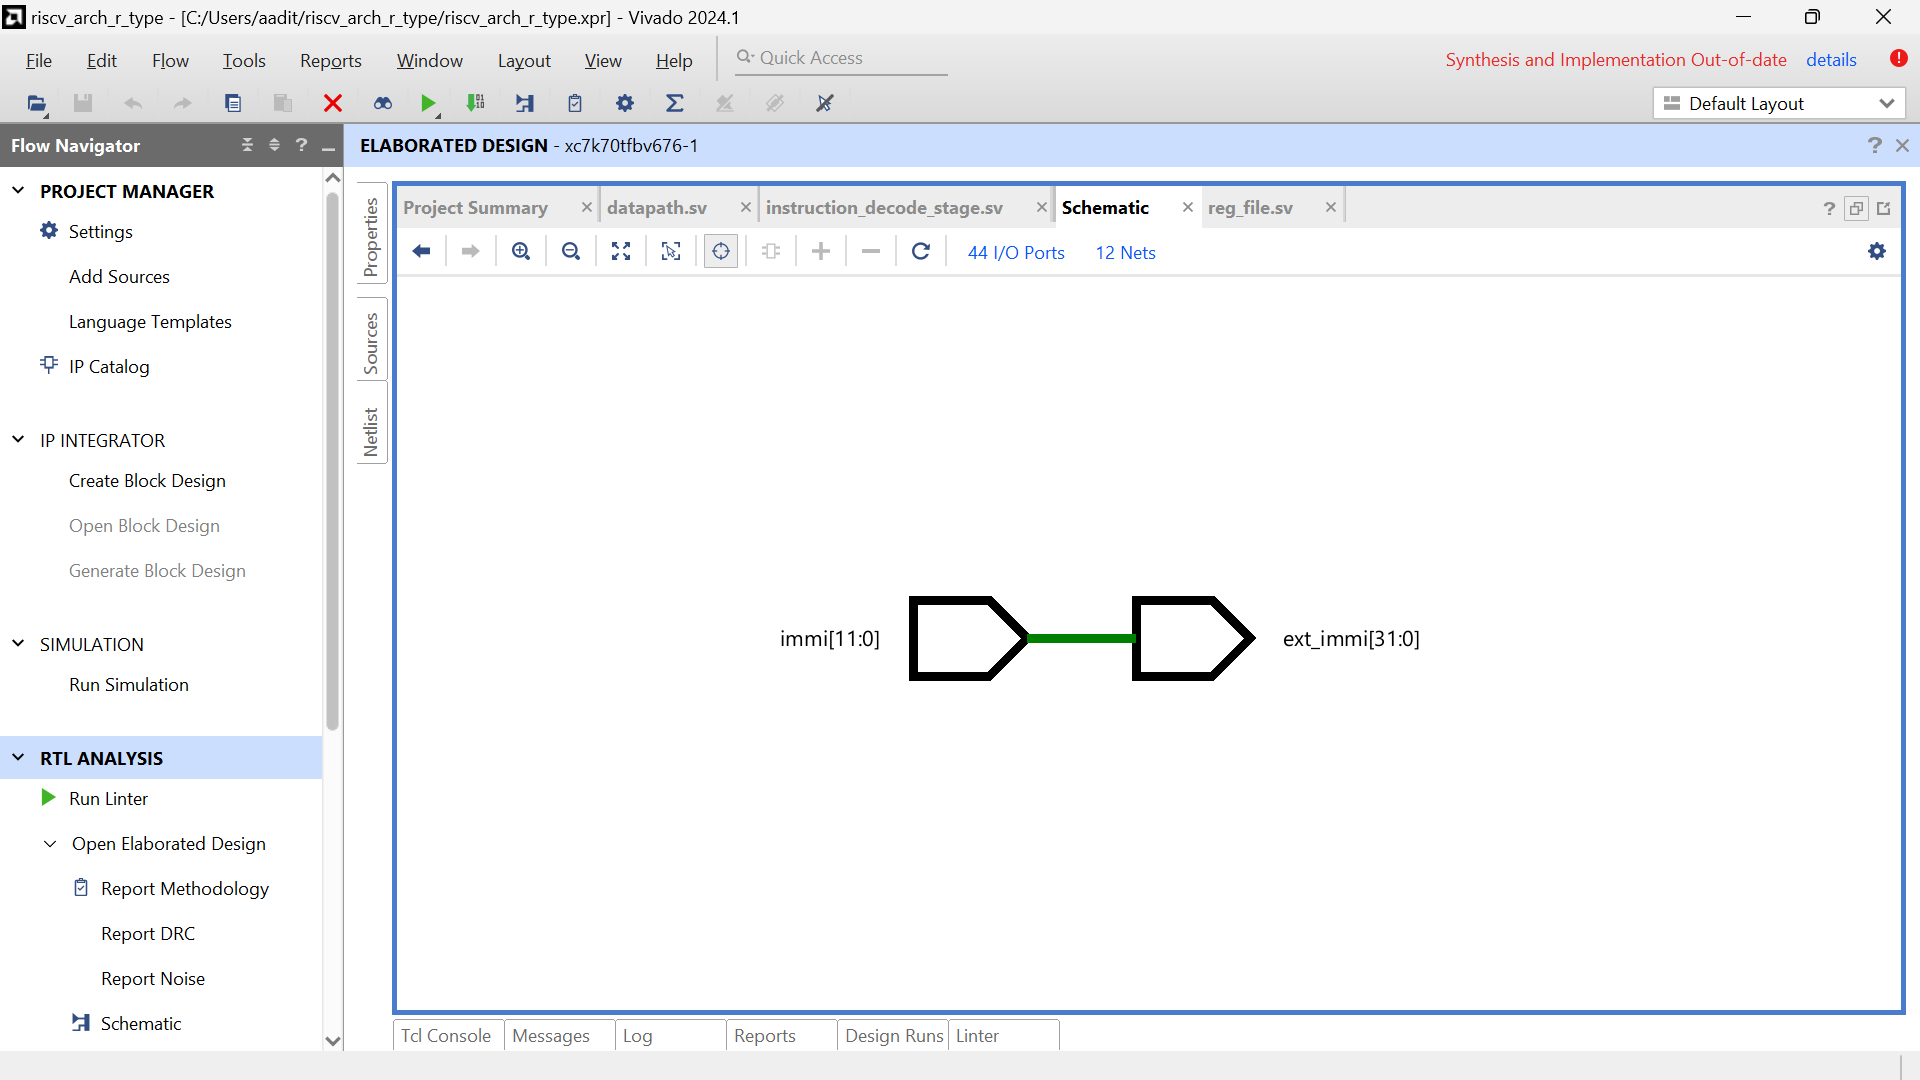 riscv_arch_r_type - [C:/Users/aadit/riscv_arch_r_type/riscv_arch_r_type.xpr] - Vivado 2024.1
File Edit Flow Tools Reports Window Layout View Help Quick Access
Synthesis and Implementation Out-of-date details
Default Layout
Flow Navigator
ELABORATED DESIGN - xc7k70tfbv676-1
PROJECT MANAGER
Settings
Add Sources
Language Templates
IP Catalog
IP INTEGRATOR
Create Block Design
Open Block Design
Generate Block Design
SIMULATION
Run Simulation
RTL ANALYSIS
Run Linter
Open Elaborated Design
Report Methodology
Report DRC
Report Noise
Schematic
Properties
Sources
Netlist
Project Summary datapath.sv instruction_decode_stage.sv Schematic reg_file.sv
44 I/O Ports 12 Nets
immi[11:0] ext_immi[31:0]
Tcl Console Messages Log Reports Design Runs Linter